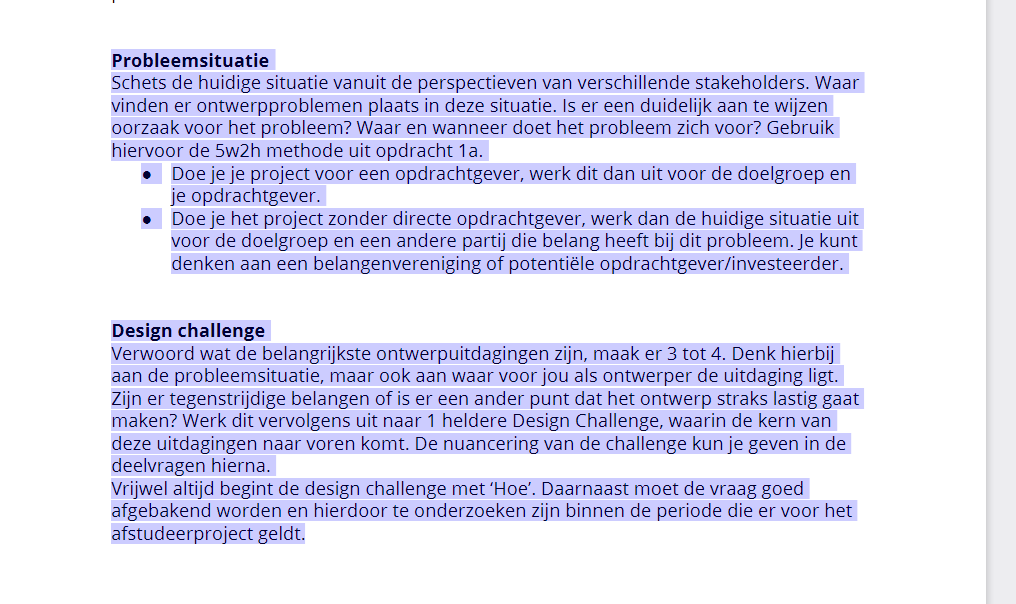 Probleemsituatie
Schets de huidige situatie vanuit de perspectieven van verschillende stakeholders. Waar
vinden er ontwerpproblemen plaats in deze situatie. Is er een duidelijk aan te wijzen
oorzaak voor het probleem? Waar en wanneer doet het probleem zich voor? Gebruik
hiervoor de 5w2h methode uit opdracht 1a.
● Doe je je project voor een opdrachtgever, werk dit dan uit voor de doelgroep en
je opdrachtgever.
● Doe je het project zonder directe opdrachtgever, werk dan de huidige situatie uit
voor de doelgroep en een andere partij die belang heeft bij dit probleem. Je kunt
denken aan een belangenvereniging of potentiële opdrachtgever/investeerder.
Design challenge
Verwoord wat de belangrijkste ontwerpuitdagingen zijn, maak er 3 tot 4. Denk hierbij
aan de probleemsituatie, maar ook aan waar voor jou als ontwerper de uitdaging ligt.
Zijn er tegenstrijdige belangen of is er een ander punt dat het ontwerp straks lastig gaat
maken? Werk dit vervolgens uit naar 1 heldere Design Challenge, waarin de kern van
deze uitdagingen naar voren komt. De nuancering van de challenge kun je geven in de
deelvragen hierna.
Vrijwel altijd begint de design challenge met ‘Hoe’. Daarnaast moet de vraag goed
afgebakend worden en hierdoor te onderzoeken zijn binnen de periode die er voor het
afstudeerproject geldt.